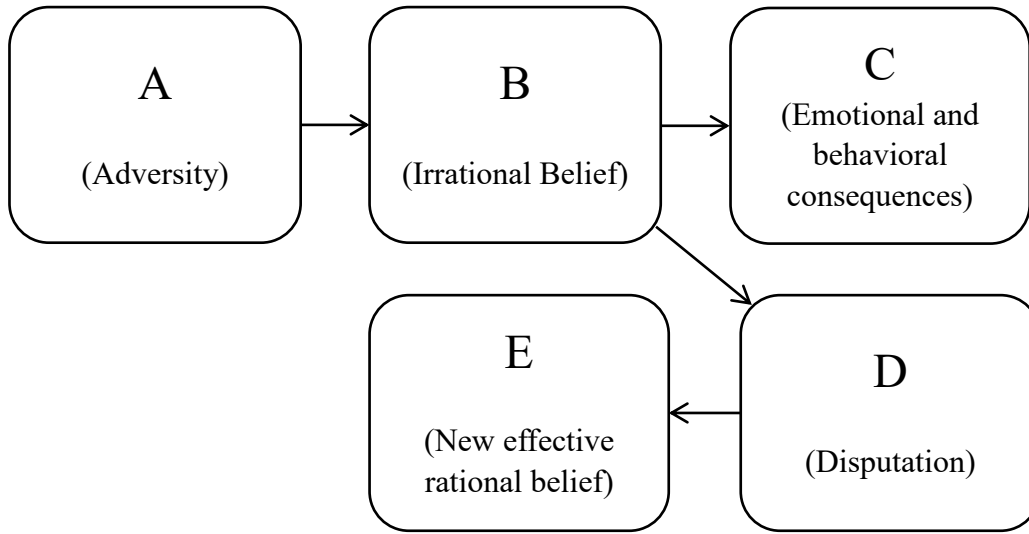 A
(Adversity)
B
(Irrational Belief)
C
(Emotional and
behavioral
consequences)
E
(New effective
rational belief)
D
(Disputation)